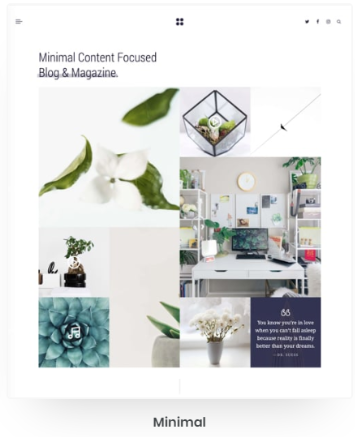 Minimal Content Focused
Blog & Magazine
You know you're in love
when you can't fall asleep
because reality is finally
better than your dreams.
- DR. SEUSS
Minimal